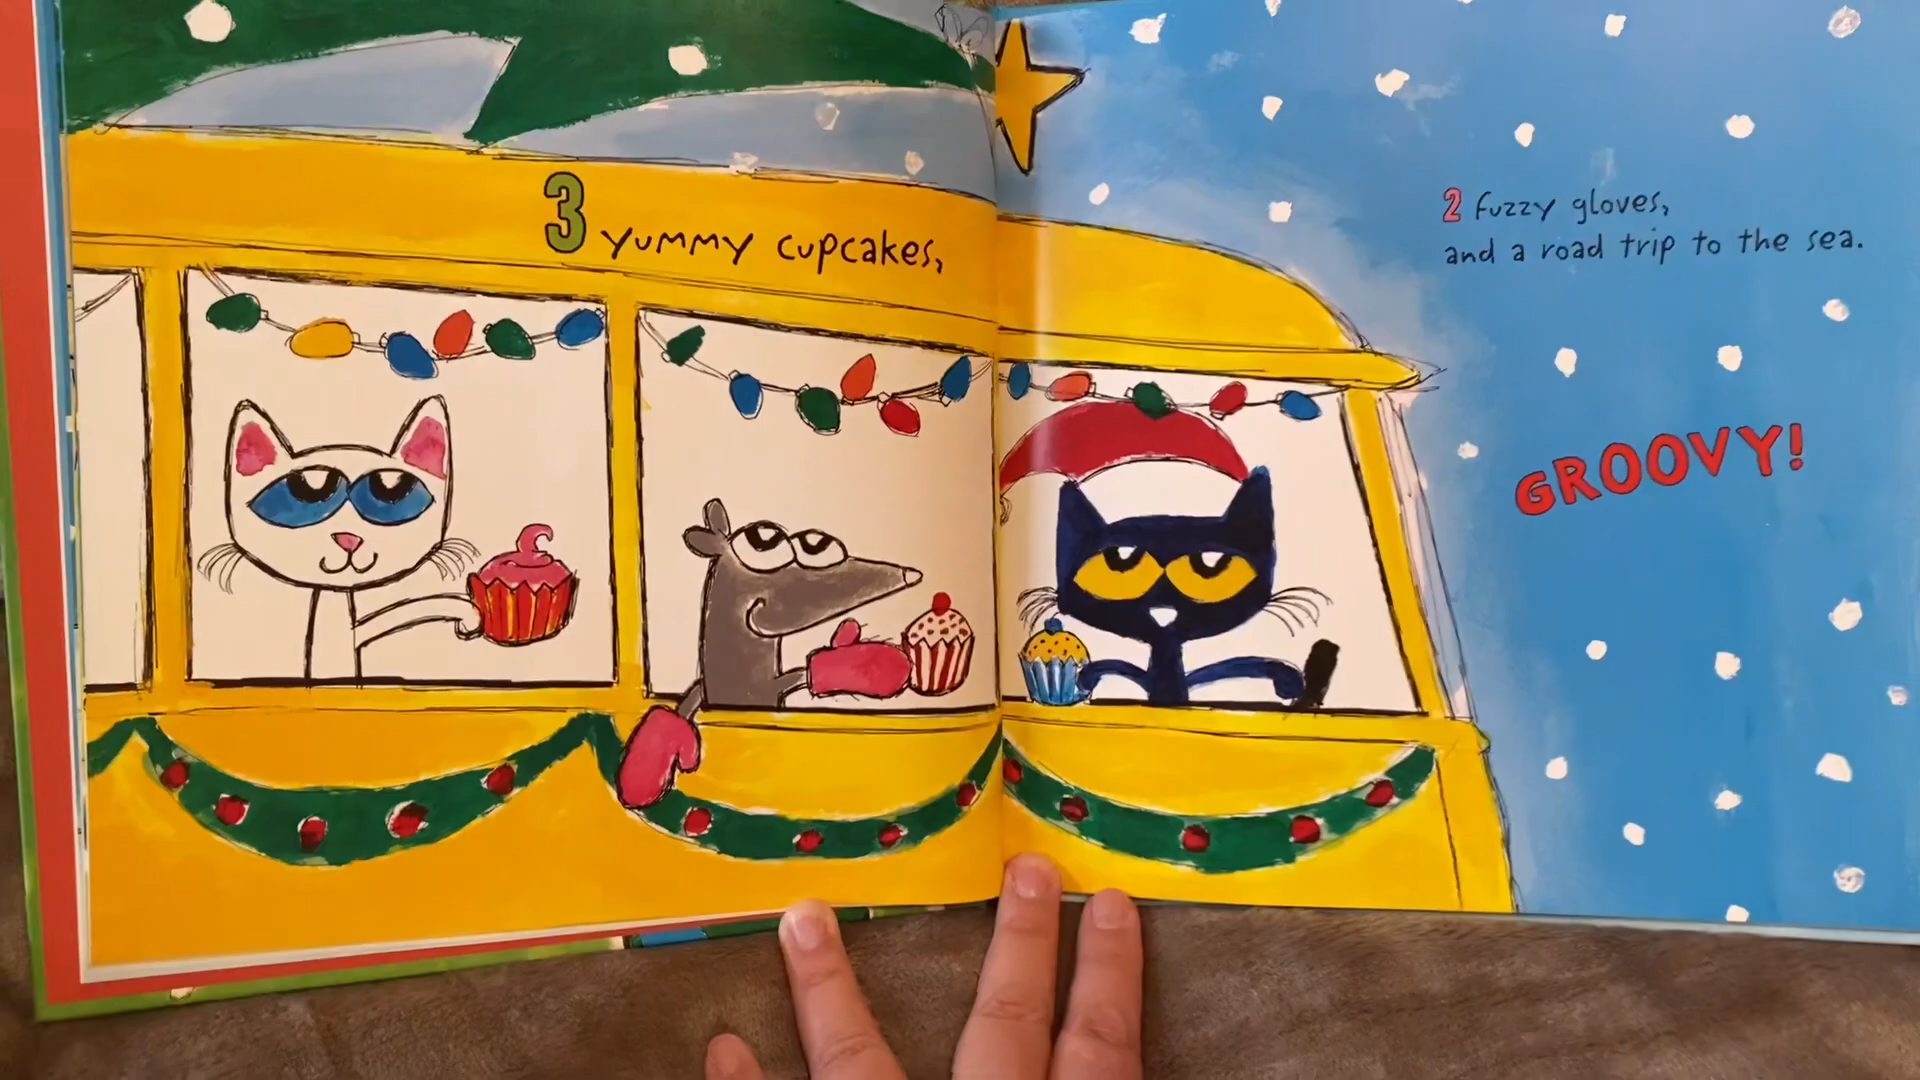 3 yummy cupcakes,
2 fuzzy gloves,
and a road trip to the sea.
GROOVY!